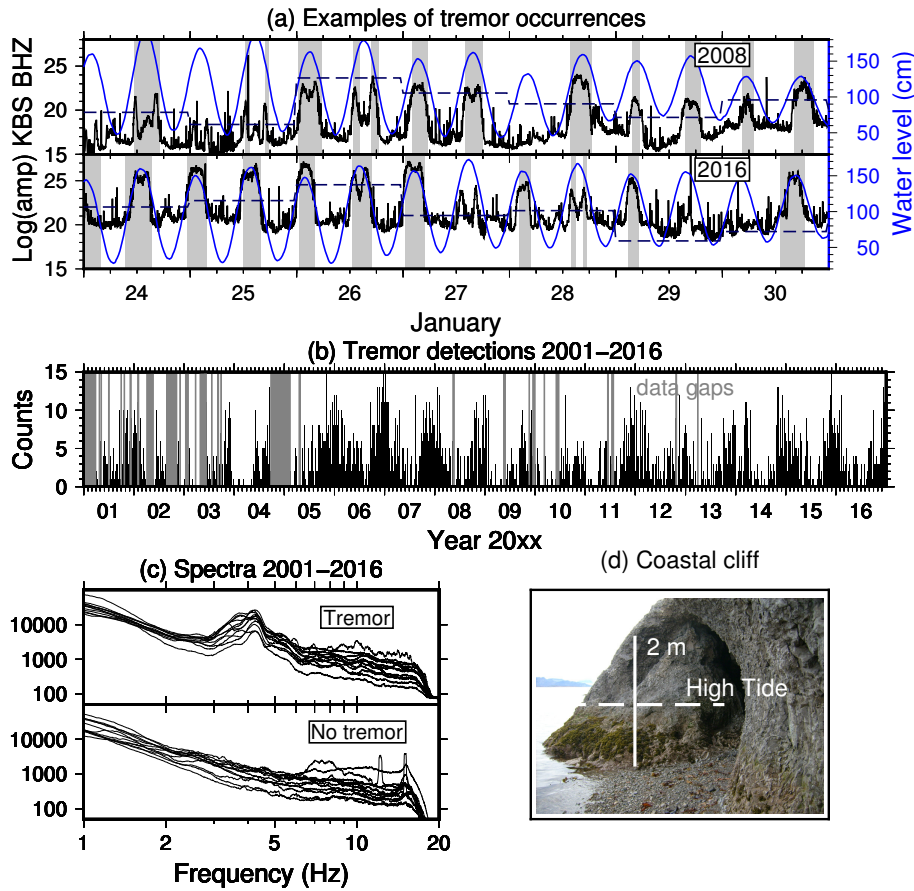 (a) Examples of tremor occurrences
Log(amp) KBS BHZ
25
20
15
25
20
15
2008
2016
150
100
50
150
100
50
Water level (cm)
24 25 26 27 28 29 30
January
(b) Tremor detections 2001−2016
Counts
15
10
5
0
data gaps
01 02 03 04 05 06 07 08 09 10 11 12 13 14 15 16
Year 20xx
(c) Spectra 2001−2016
10000
1000
100
Tremor
10000
1000
100
No tremor
1 2 5 10 20
Frequency (Hz)
(d) Coastal cliff
2 m
High Tide